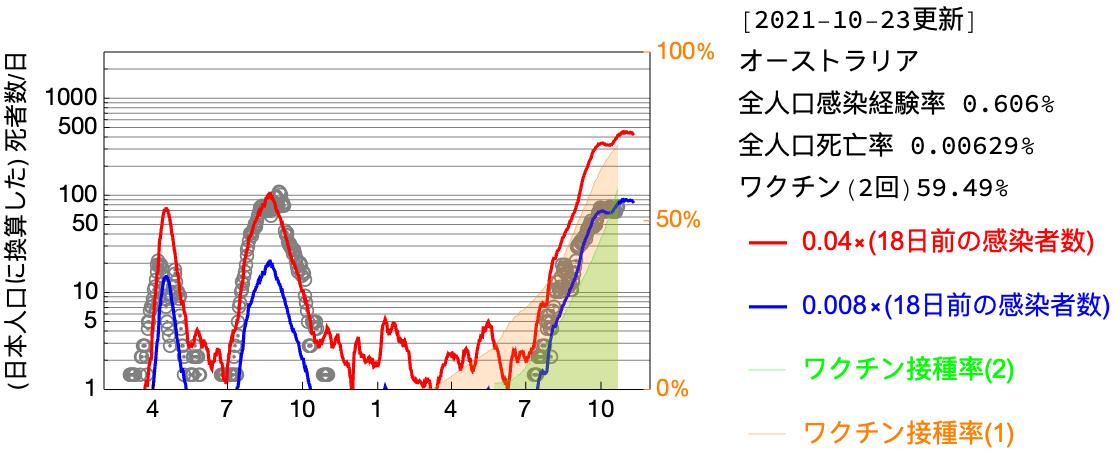 [2021-10-23更新]
オーストラリア
全人口感染経験率 0.606%
全人口死亡率 0.00629%
ワクチン(2回)59.49%
0.04×(18日前の感染者数)
0.008×(18日前の感染者数)
ワクチン接種率(2)
ワクチン接種率(1)
(日本人口に換算した) 死者数/日
1000
500
100
50
10
5
1
100%
50%
0%
4 7 10 1 4 7 10